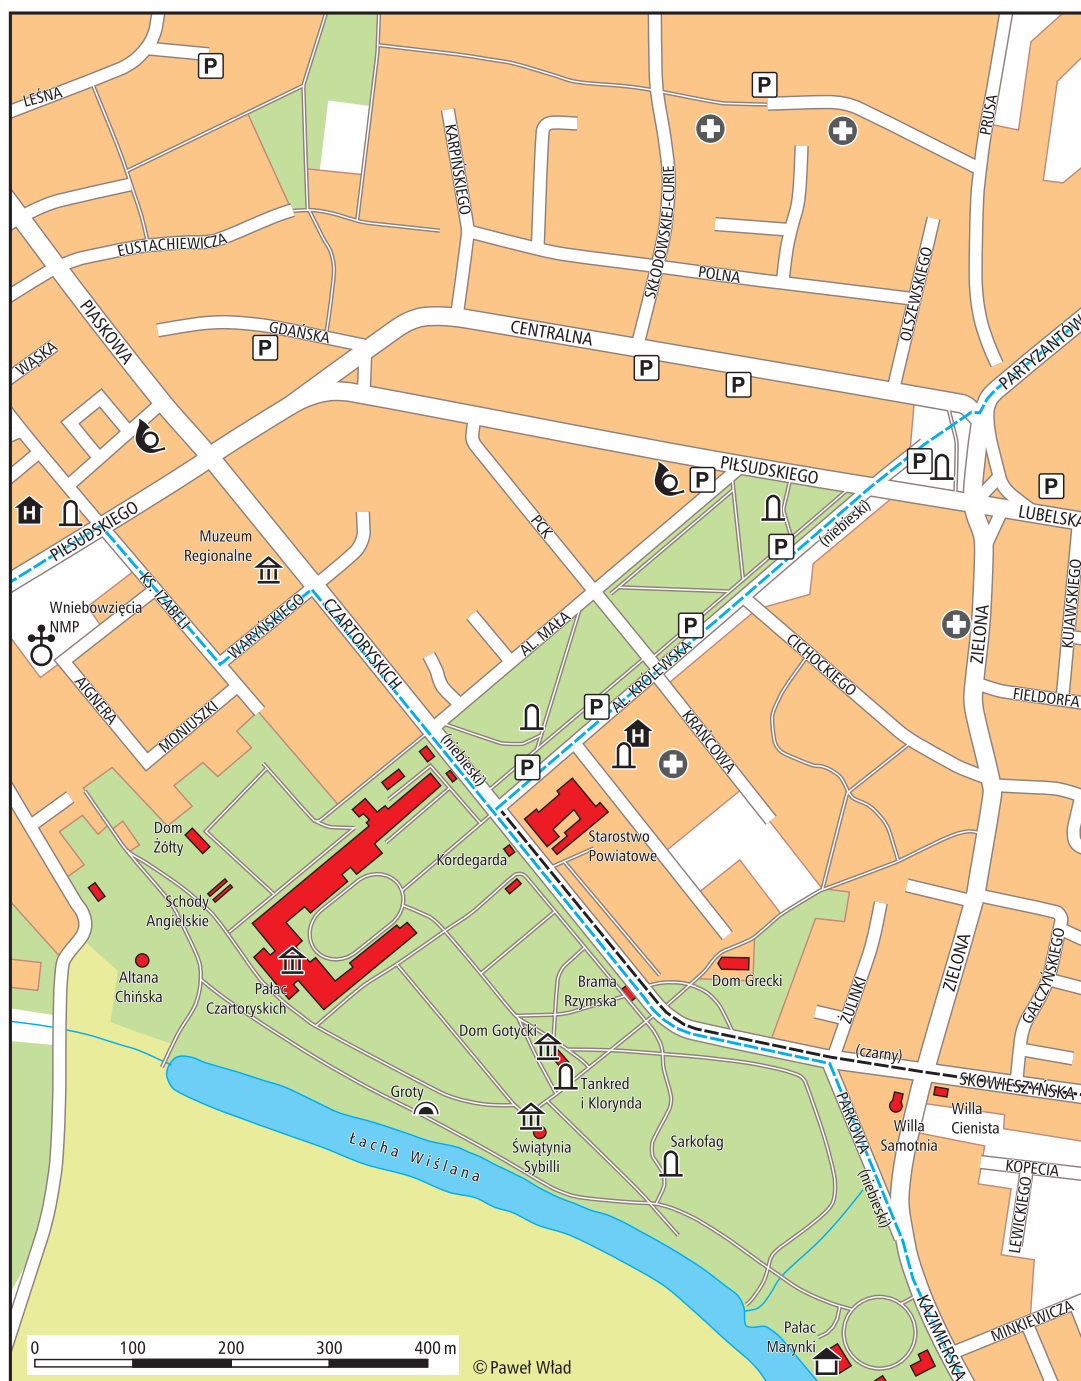 LEŚNA
P
P
PRUSA
KARPIŃSKIEGO
SKŁODOWSKIEJ-CURIE
EUSTACHIEWICZA
POLNA
OLSZEWSKIEGO
PIASKOWA
GDAŃSKA
P
CENTRALNA
P
P
PARTYZANTÓW
WĄSKA
PIŁSUDSKIEGO
P
P
P
LUBELSKA
H
PIŁSUDSKIEGO
PCK
(niebieski)
P
Muzeum
Regionalne
KS. IZABELI
WARYŃSKIEGO
CZARTORYSKICH
Wniebowzięcia
NMP
AIGNERA
MONIUSZKI
AL. MAŁA
P
AL. KRÓLEWSKA
P
CICHOCKIEGO
ZIELONA
KUJAWSKIEGO
FIELDORFA
KRAŃCOWA
H
(niebieski)
P
Dom
Żółty
Starostwo
Powiatowe
Kordegarda
Schody
Angielskie
Altana
Chińska
Pałac
Czartoryskich
Brama
Rzymska
Dom Grecki
ZIELONA
ŻULINKI
GAŁCZYŃSKIEGO
Dom Gotycki
(czarny)
SKOWIESZYŃSKA
Tankred
i Klorynda
Groty
PARKOWA
Willa
Samotnia
Willa
Cienista
Świątynia
Sybilli
Sarkofag
Łacha Wiślana
KOPECIA
(niebieski)
LEWICKIEGO
KAZIMIERSKA
MINKIEWICZA
Pałac
Marynki
0 100 200 300 400 m
© Paweł Wład